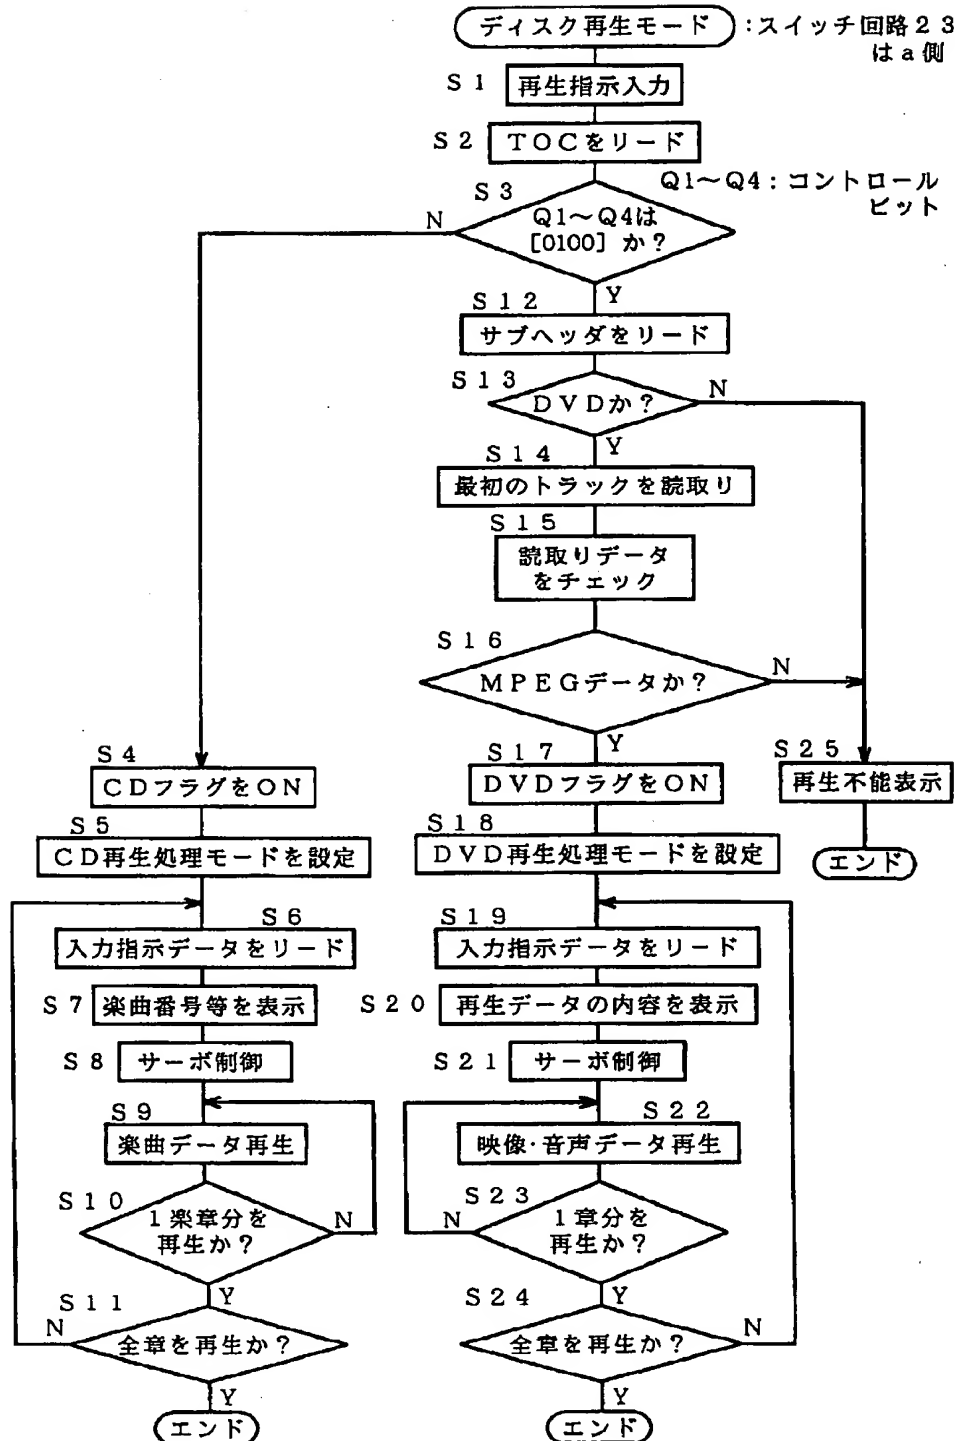 ディスク再生モード
:スイッチ回路23
はa側
S1
再生指示入力
S2
TOCをリード
Q1〜Q4:コントロール
ビット
S3
Q1〜Q4は
[0100]か?
N
Y
S12
サブヘッダをリード
S13
DVDか?
N
Y
S14
最初のトラックを読取り
S15
読取りデータ
をチェック
S16
MPEGデータか?
N
Y
S4
CDフラグをON
S17
DVDフラグをON
S25
再生不能表示
エンド
S5
CD再生処理モードを設定
S18
DVD再生処理モードを設定
S6
入力指示データをリード
S7
楽曲番号等を表示
S8
サーボ制御
S9
楽曲データ再生
S10
1楽章分を
再生か?
N
Y
S11
全章を再生か?
N
Y
エンド
S19
入力指示データをリード
S20
再生データの内容を表示
S21
サーボ制御
S22
映像・音声データ再生
S23
1章分を
再生か?
N
Y
S24
全章を再生か?
N
Y
エンド